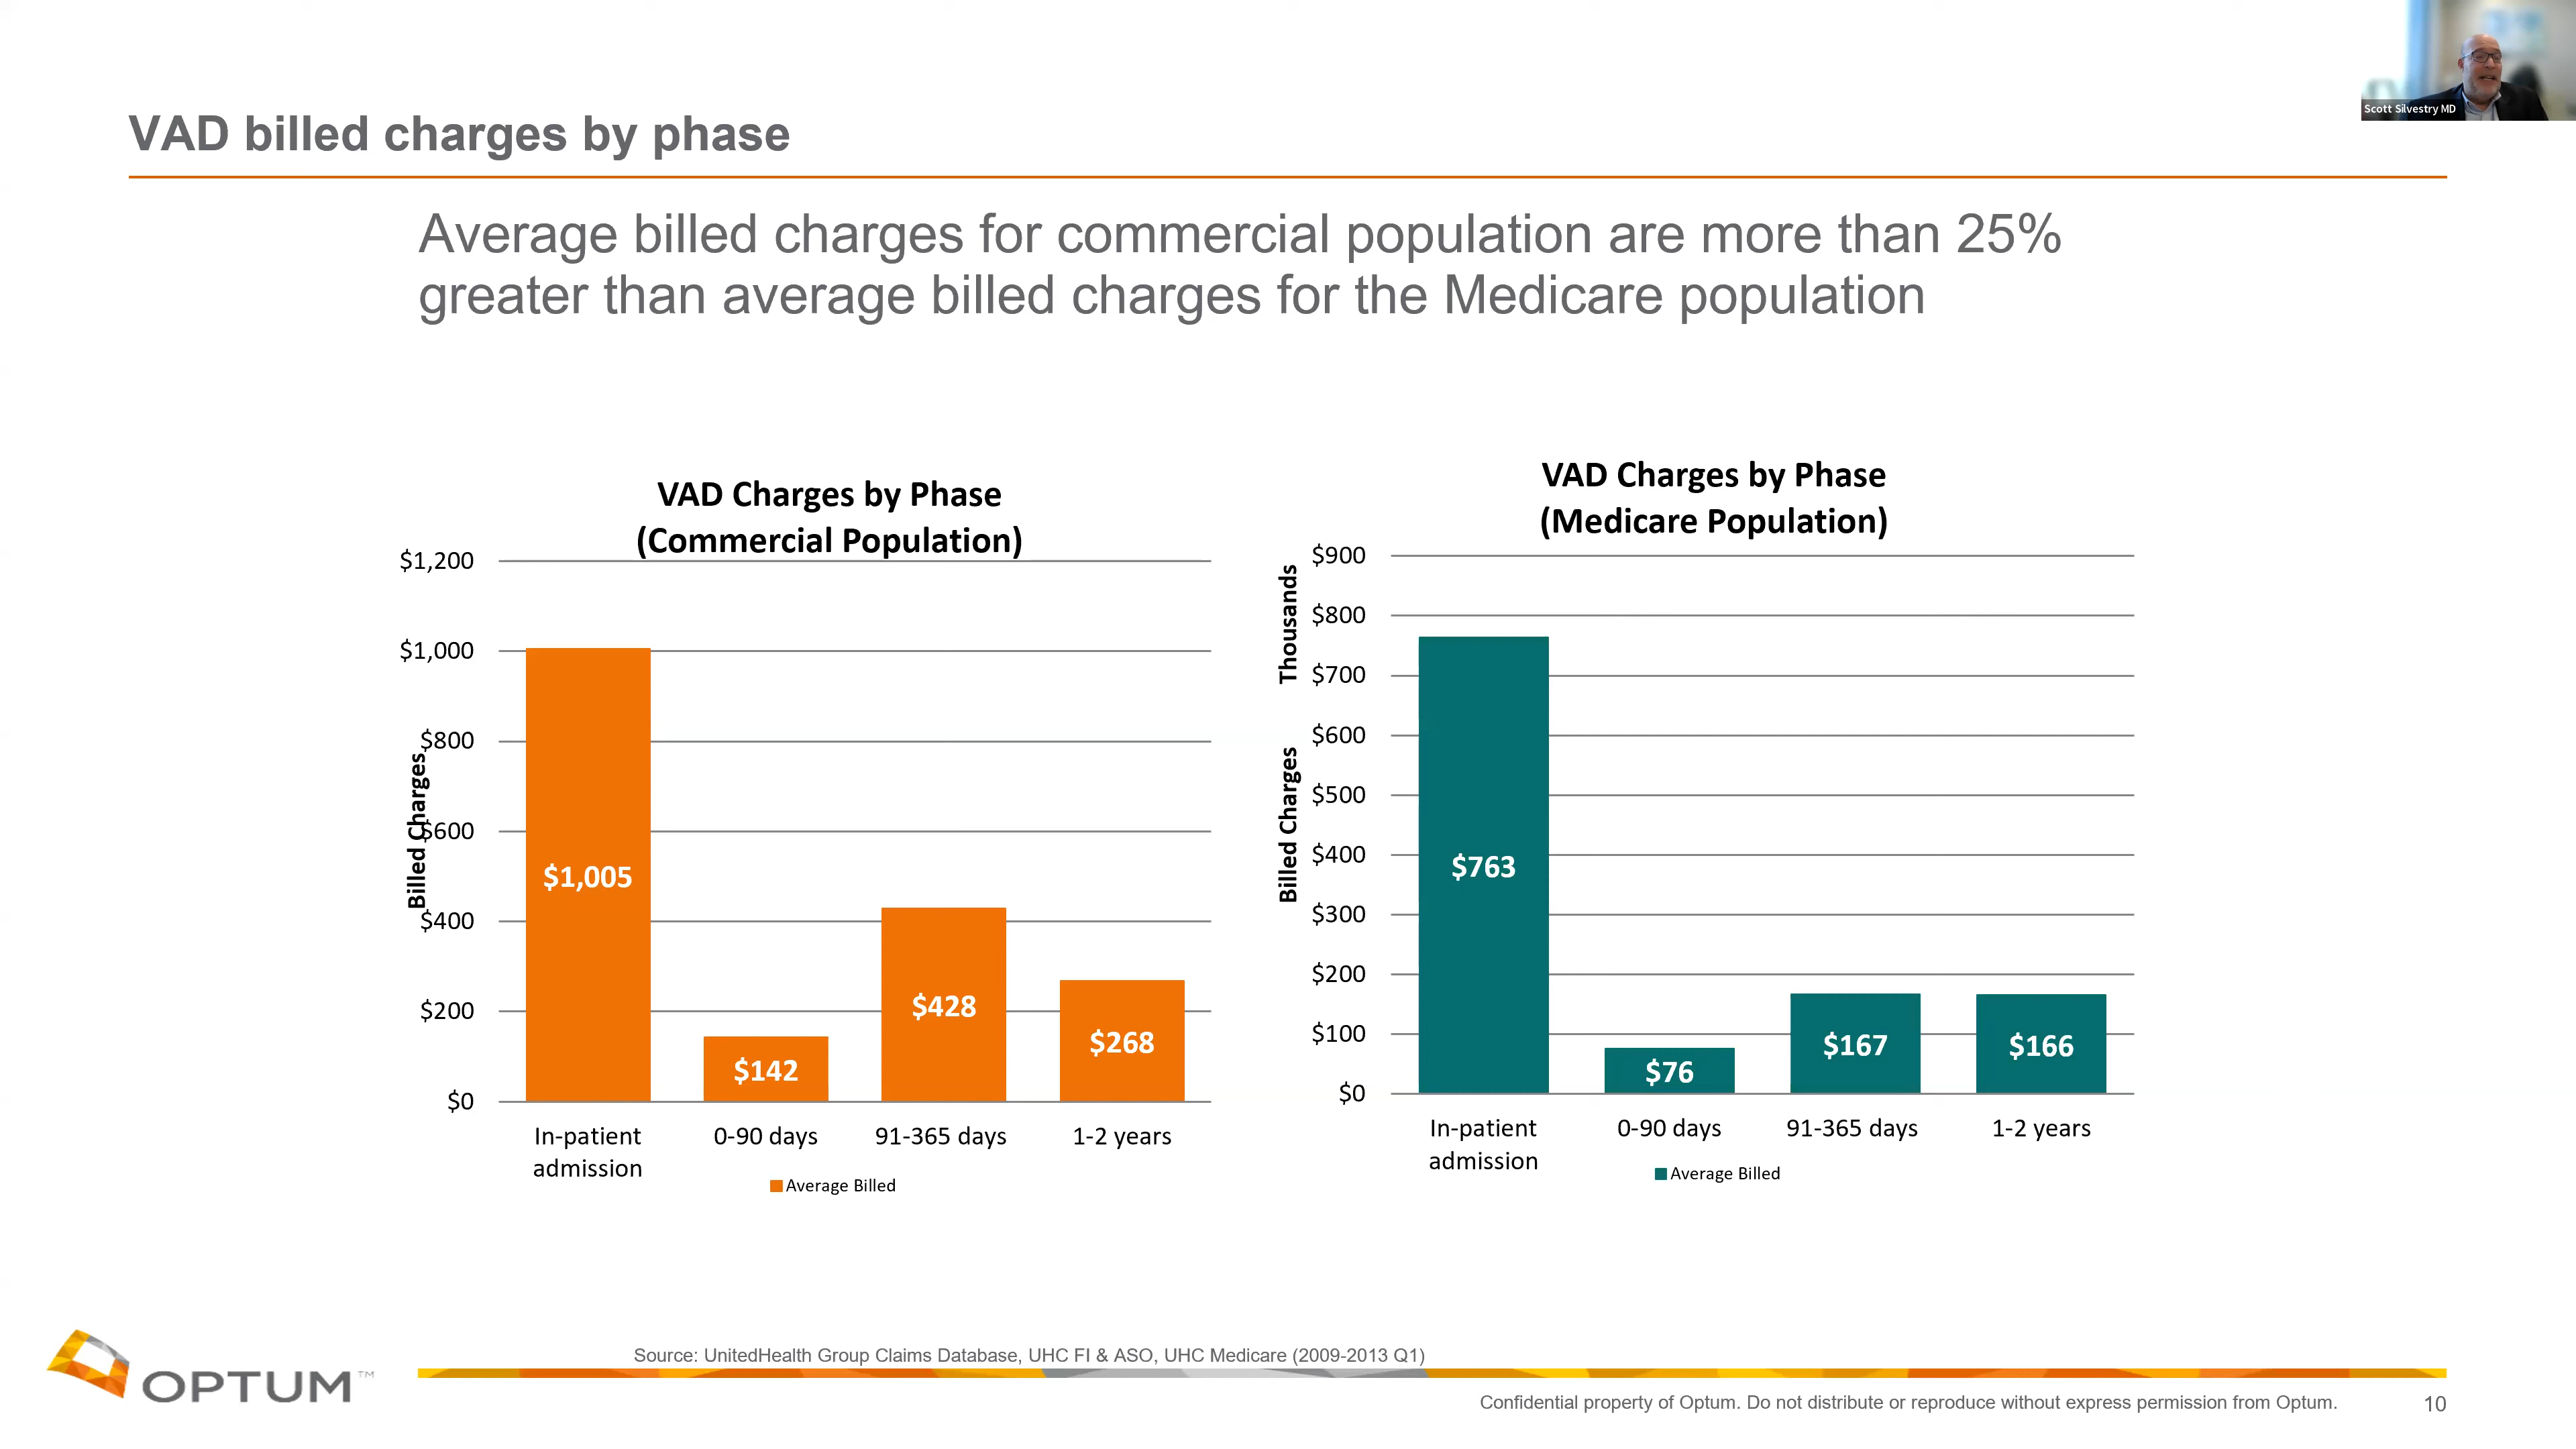 Scott Silvestry MD
VAD billed charges by phase
Average billed charges for commercial population are more than 25%
greater than average billed charges for the Medicare population
VAD Charges by Phase
(Commercial Population)
$1,200
$1,000
$800
$600
$400
$200
$0
Billed Charges
$1,005
$142
$428
$268
In-patient
admission
0-90 days
91-365 days
1-2 years
Average Billed
VAD Charges by Phase
(Medicare Population)
$900
$800
$700
$600
$500
$400
$300
$200
$100
$0
Billed Charges
Thousands
$763
$76
$167
$166
In-patient
admission
0-90 days
91-365 days
1-2 years
Average Billed
Source: UnitedHealth Group Claims Database, UHC FI & ASO, UHC Medicare (2009-2013 Q1)
OPTUM™
Confidential property of Optum. Do not distribute or reproduce without express permission from Optum.
10